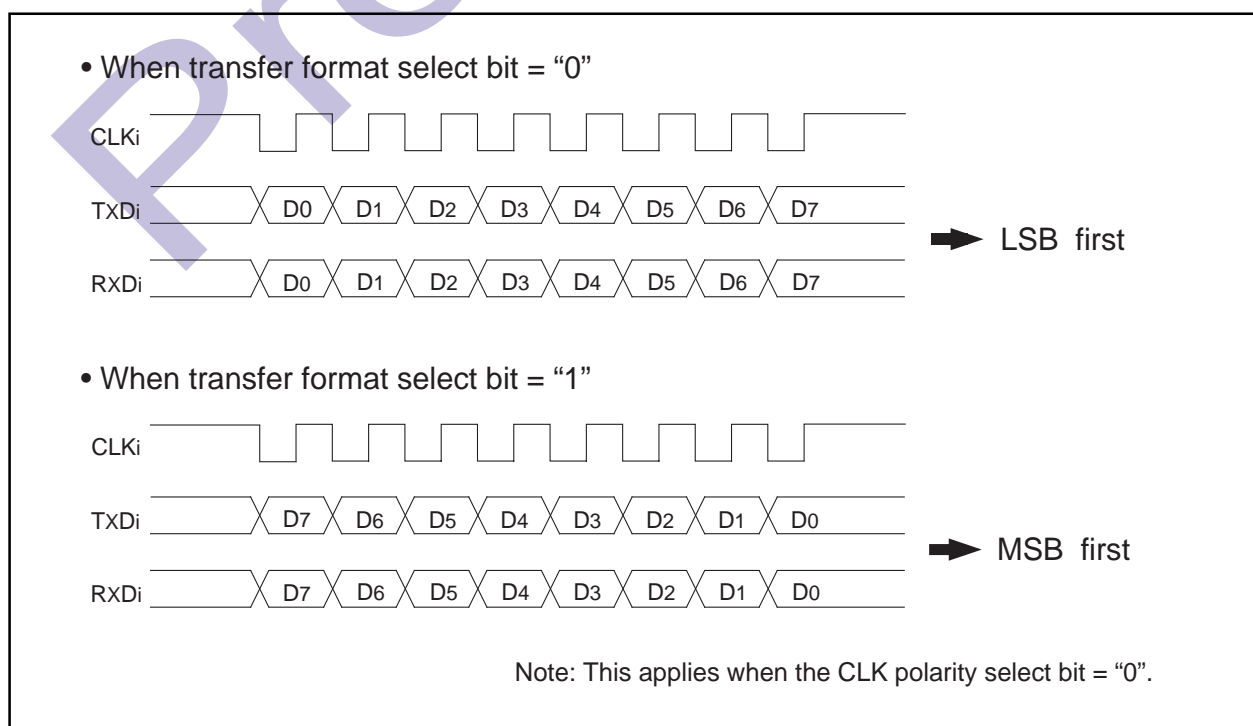 • When transfer format select bit = “0”
CLKi
TXDi D0 D1 D2 D3 D4 D5 D6 D7
RXDi D0 D1 D2 D3 D4 D5 D6 D7
LSB first
• When transfer format select bit = “1”
CLKi
TXDi D7 D6 D5 D4 D3 D2 D1 D0
RXDi D7 D6 D5 D4 D3 D2 D1 D0
MSB first
Note: This applies when the CLK polarity select bit = “0”.